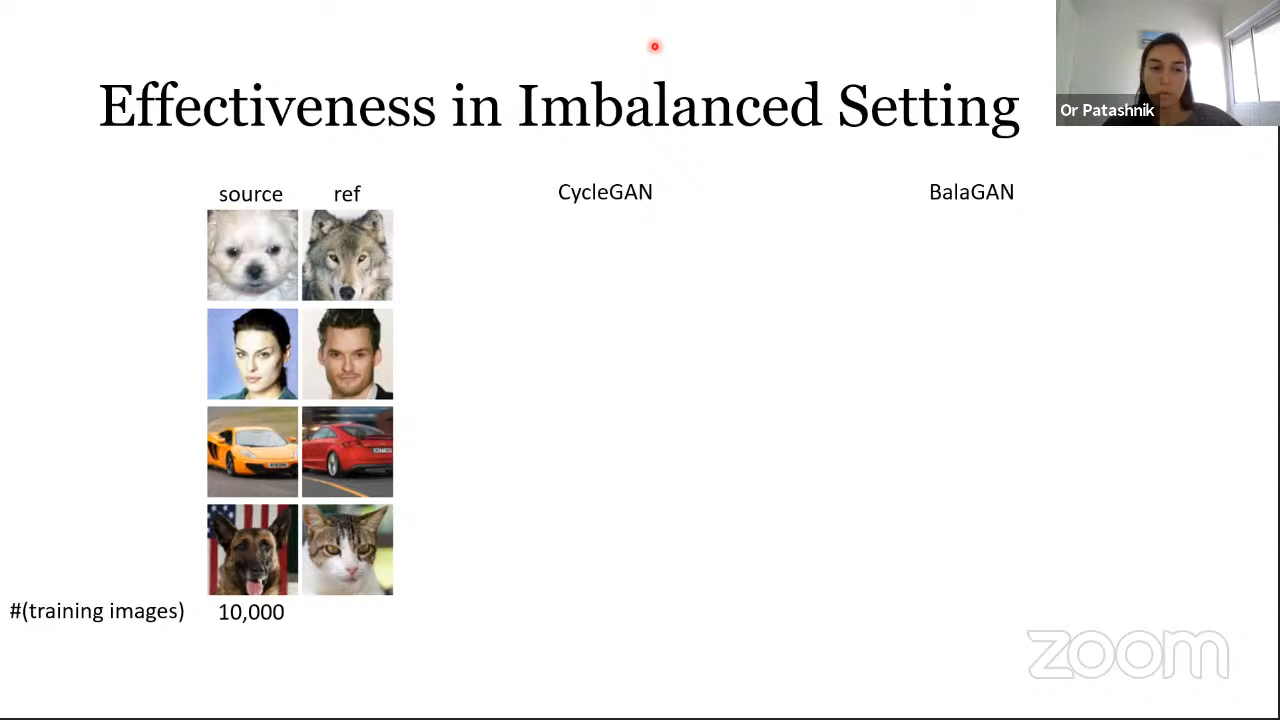 Effectiveness in Imbalanced Setting
Or Patashnik
source ref CycleGAN BalaGAN
#(training images) 10,000
zoom